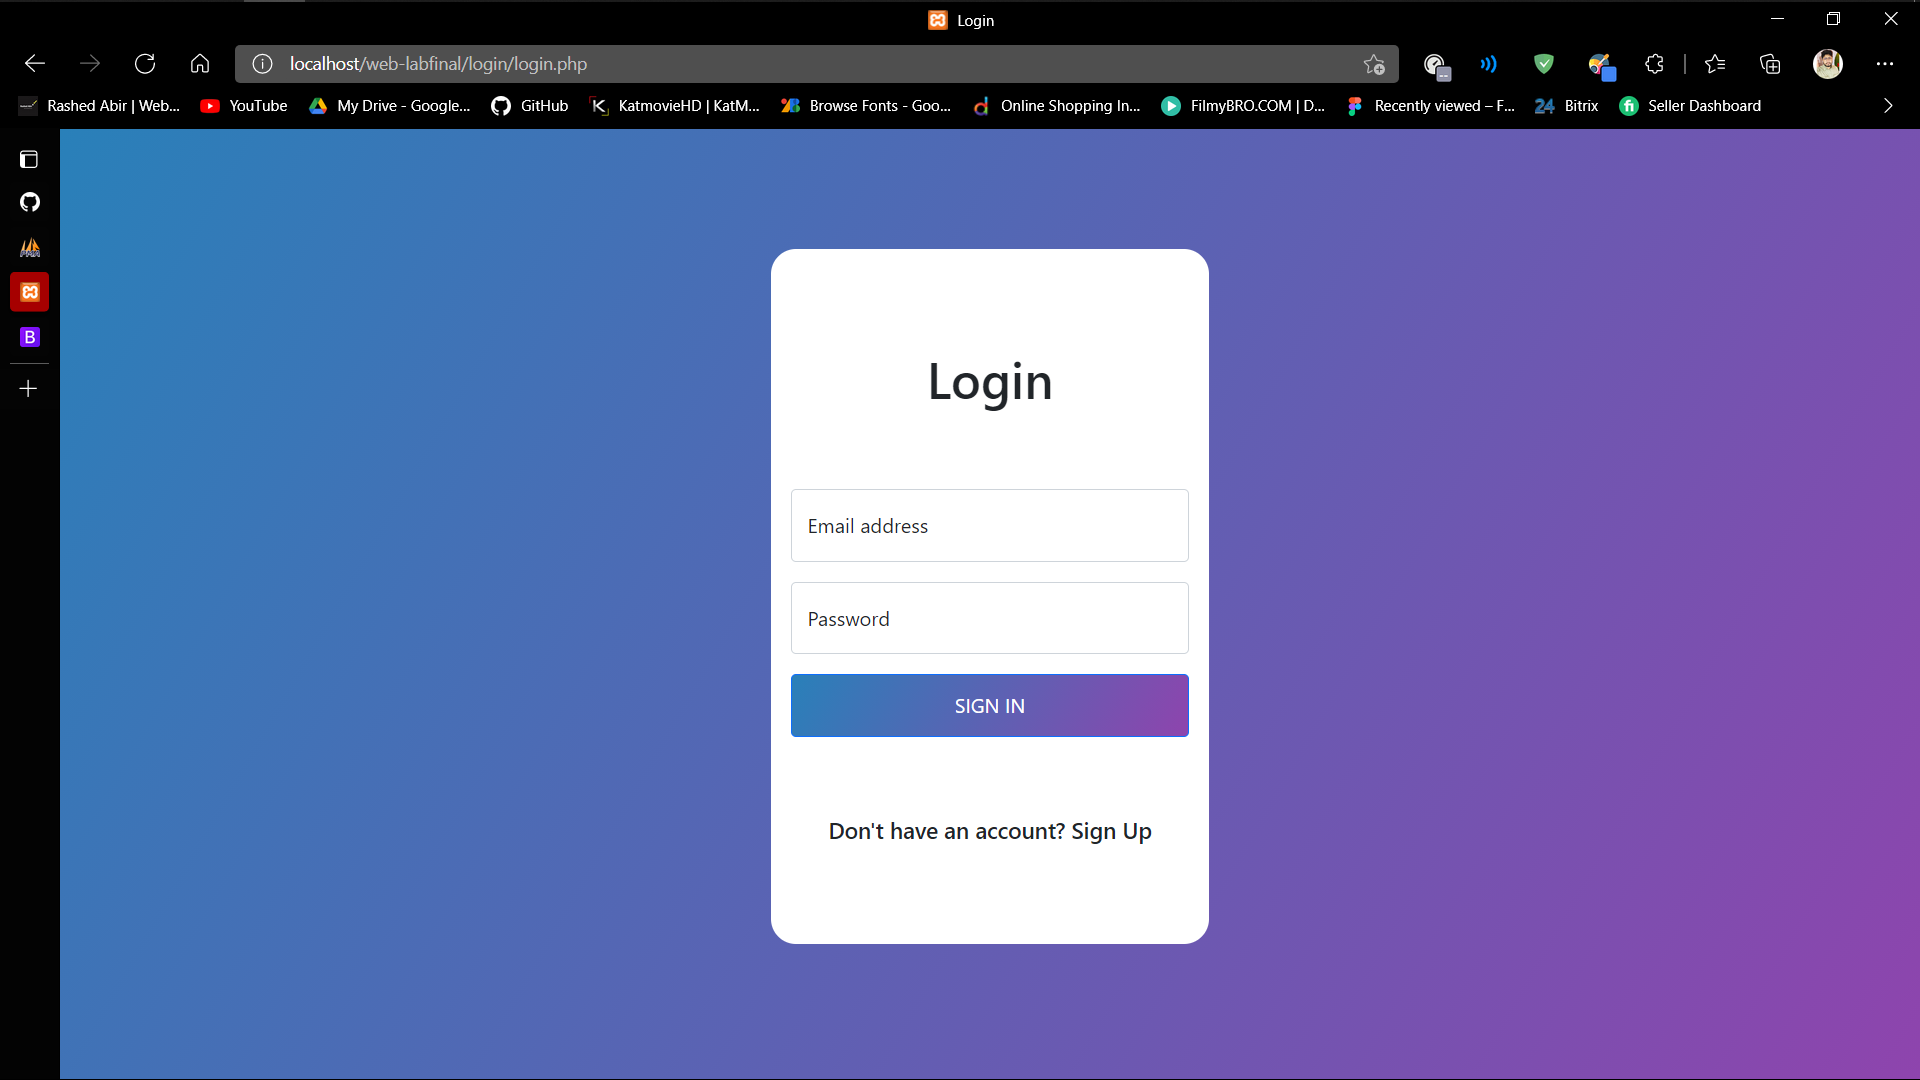 Login
localhost/web-labfinal/login/login.php
Rashed Abir | Web... YouTube My Drive - Google... GitHub KatmovieHD | KatM... Browse Fonts - Goo... Online Shopping In... FilmyBRO.COM | D... Recently viewed – F... 24 Bitrix fi Seller Dashboard
B
Login
Email address
Password
SIGN IN
Don't have an account? Sign Up